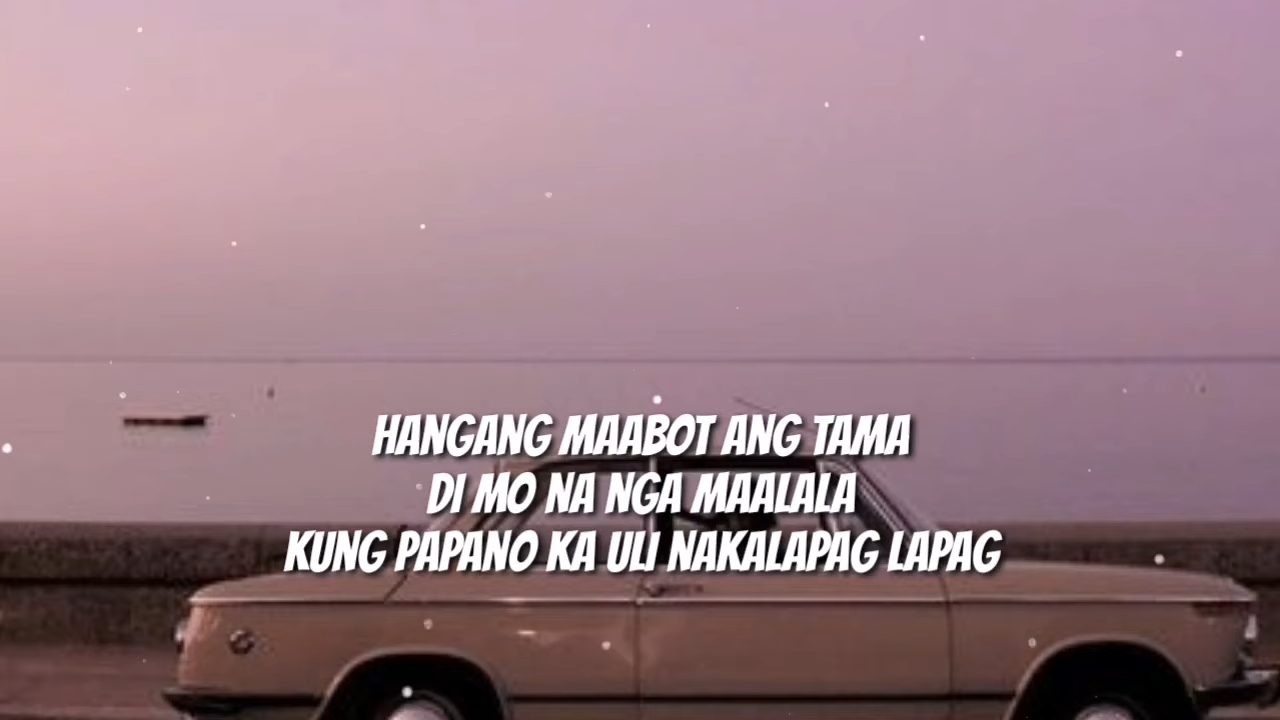 HANGANG MAABOT ANG TAMA
DI MO NA NGA MAALALA
KUNG PAPANO KA ULI NAKALAPAG LAPAG